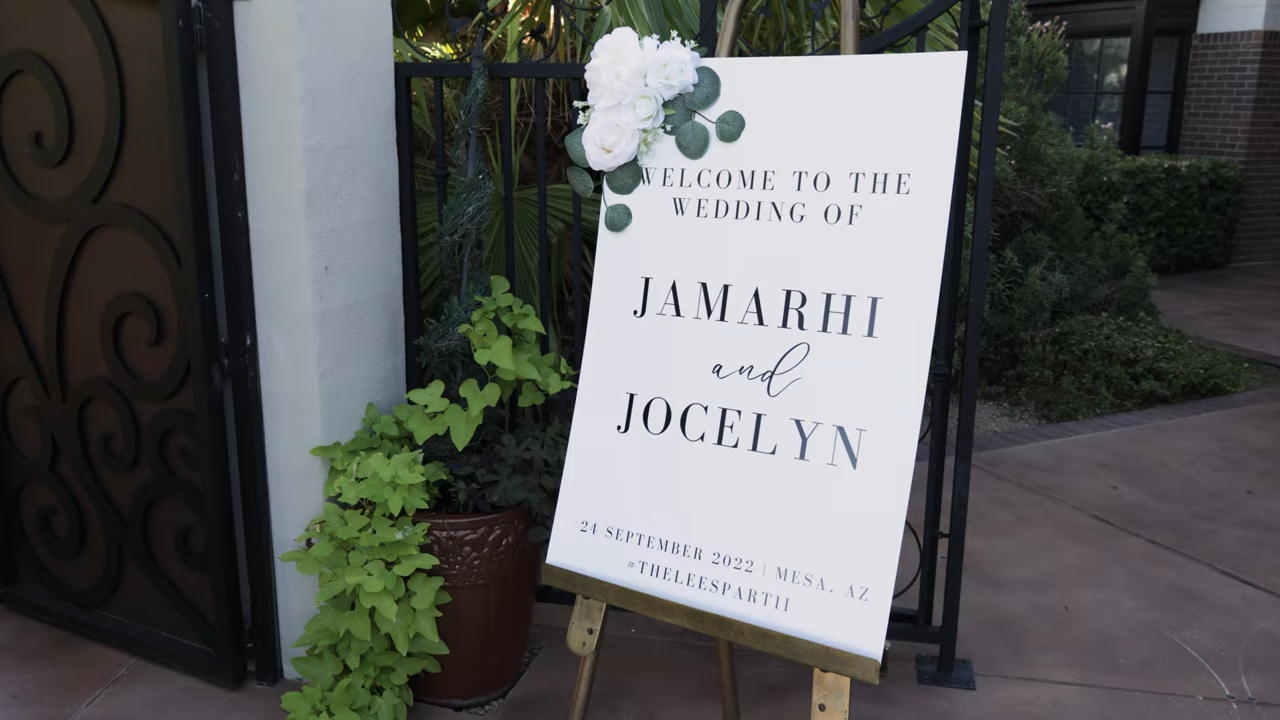 WELCOME TO THE
WEDDING OF
JAMARHI
and
JOCELYN
24 SEPTEMBER 2022 | MESA, AZ
#THELEESPARTII